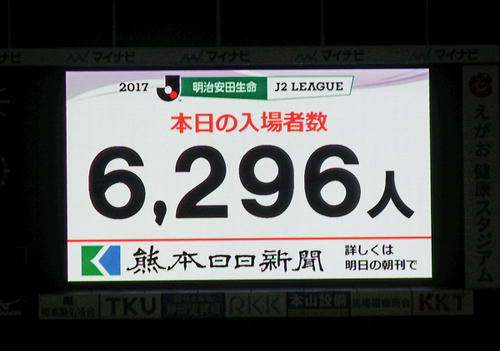 マイナビ マイナビ マイナビ マイナビ
2017 明治安田生命 J2 LEAGUE
本日の入場者数
6,296人
熊本日日新聞
詳しくは
明日の朝刊で
えがお健康スタジアム
TKU RKK 本山設備 KKT